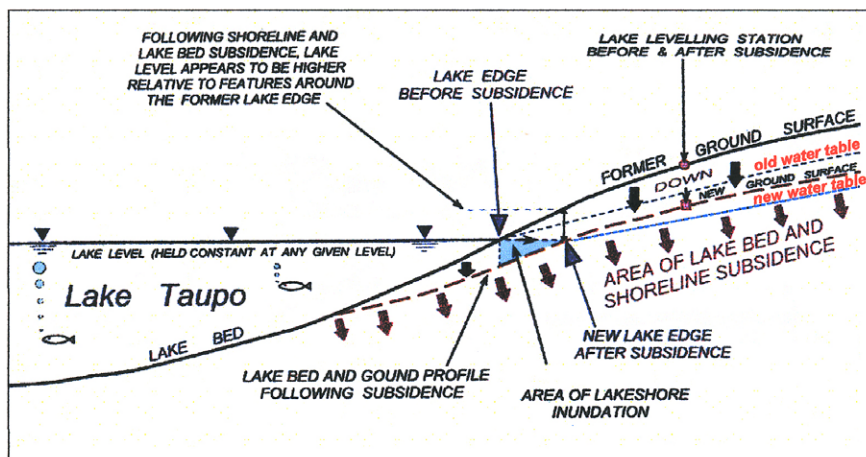 FOLLOWING SHORELINE AND
LAKE BED SUBSIDENCE, LAKE
LEVEL APPEARS TO BE HIGHER
RELATIVE TO FEATURES AROUND
THE FORMER LAKE EDGE
LAKE EDGE
BEFORE SUBSIDENCE
LAKE LEVELLING STATION
BEFORE & AFTER SUBSIDENCE
FORMER GROUND SURFACE
old water table
DOWN
NEW GROUND SURFACE
new water table
LAKE LEVEL (HELD CONSTANT AT ANY GIVEN LEVEL)
Lake Taupo
AREA OF LAKE BED AND
SHORELINE SUBSIDENCE
LAKE BED
NEW LAKE EDGE
AFTER SUBSIDENCE
LAKE BED AND GOUND PROFILE
FOLLOWING SUBSIDENCE
AREA OF LAKESHORE
INUNDATION